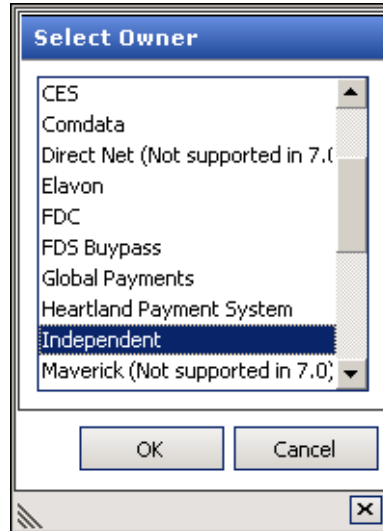 Select Owner
CES
Comdata
Direct Net (Not supported in 7.(
Elavon
FDC
FDS Buypass
Global Payments
Heartland Payment System
Independent
Maverick (Not supported in 7.0)
OK Cancel